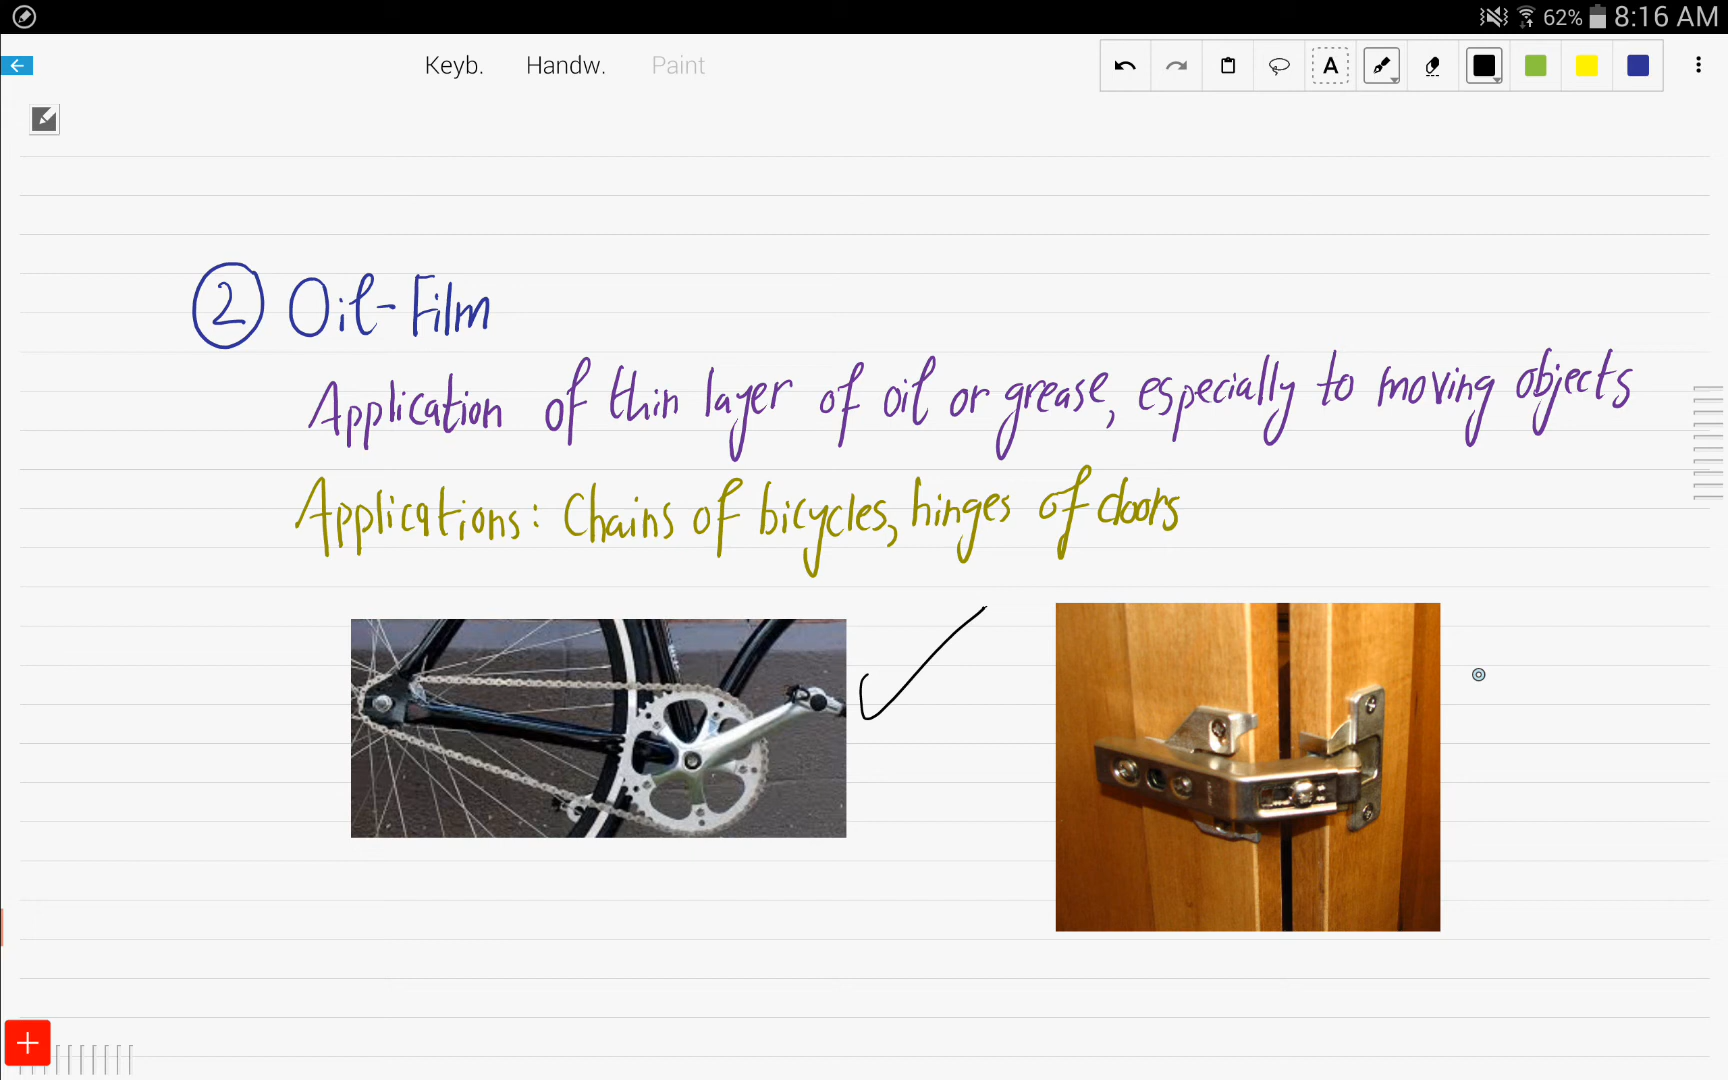 62% 8:16 AM
Keyb. Handw. Paint
A
2 Oil-Film
Application of thin layer of oil or grease, especially to moving objects
Applications: Chains of bicycles, hinges of doors